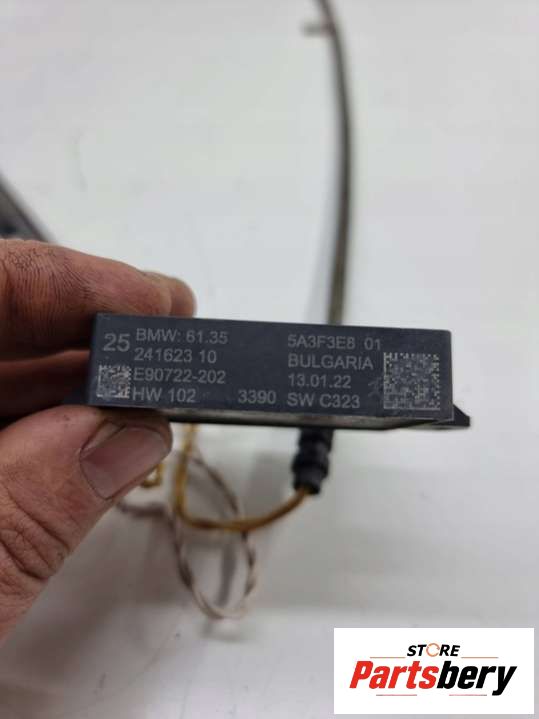 25 BMW: 61.35 5A3F3E8 01
241623 10 BULGARIA
E90722-202 13.01.22
HW 102 3390 SW C323
STORE
Partsbery